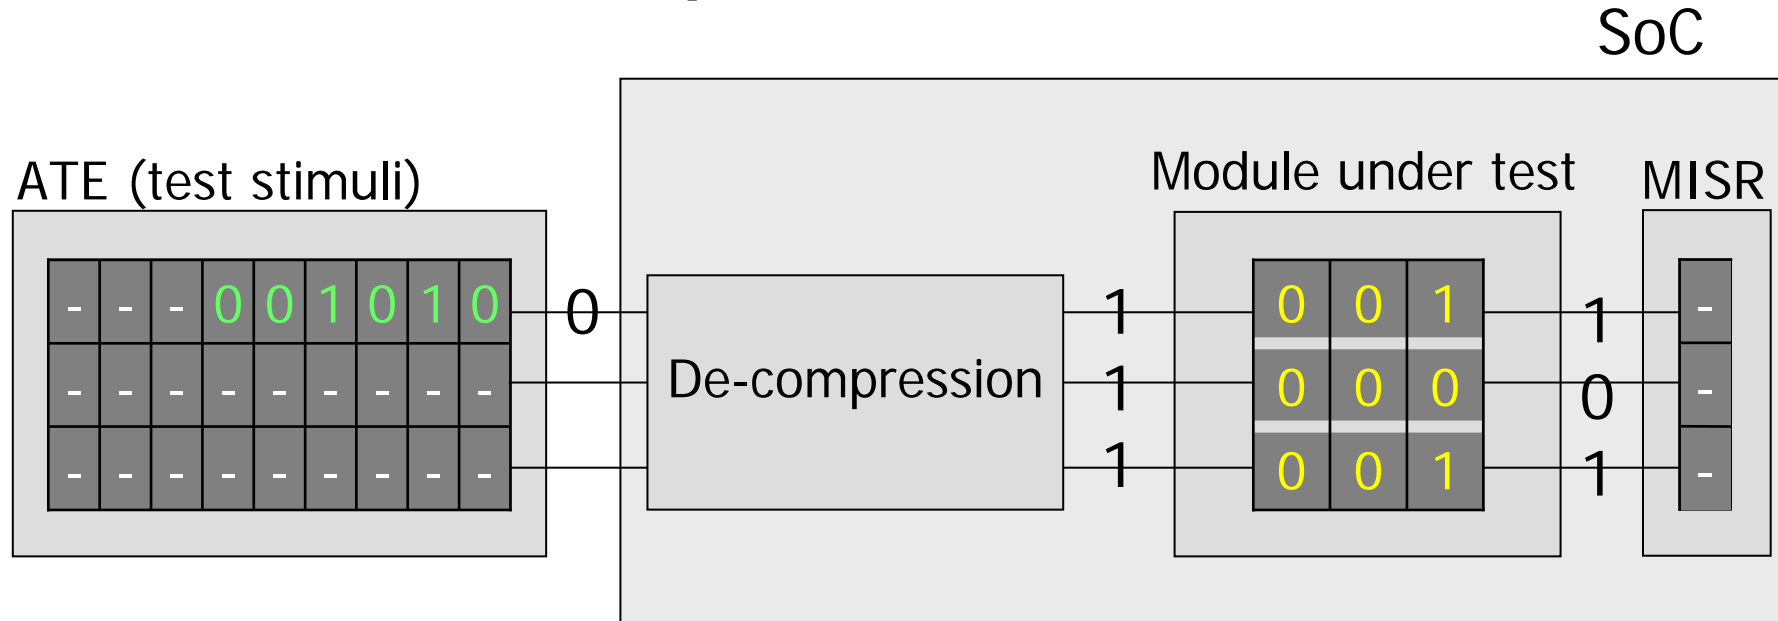 SoC
ATE (test stimuli)
Module under test
MISR
- - - 0 0 1 0 1 0
0
1
0 0 1
1
-
- - - - - - - - -
De-compression
1
0 0 0
0
-
- - - - - - - - -
1
0 0 1
1
-